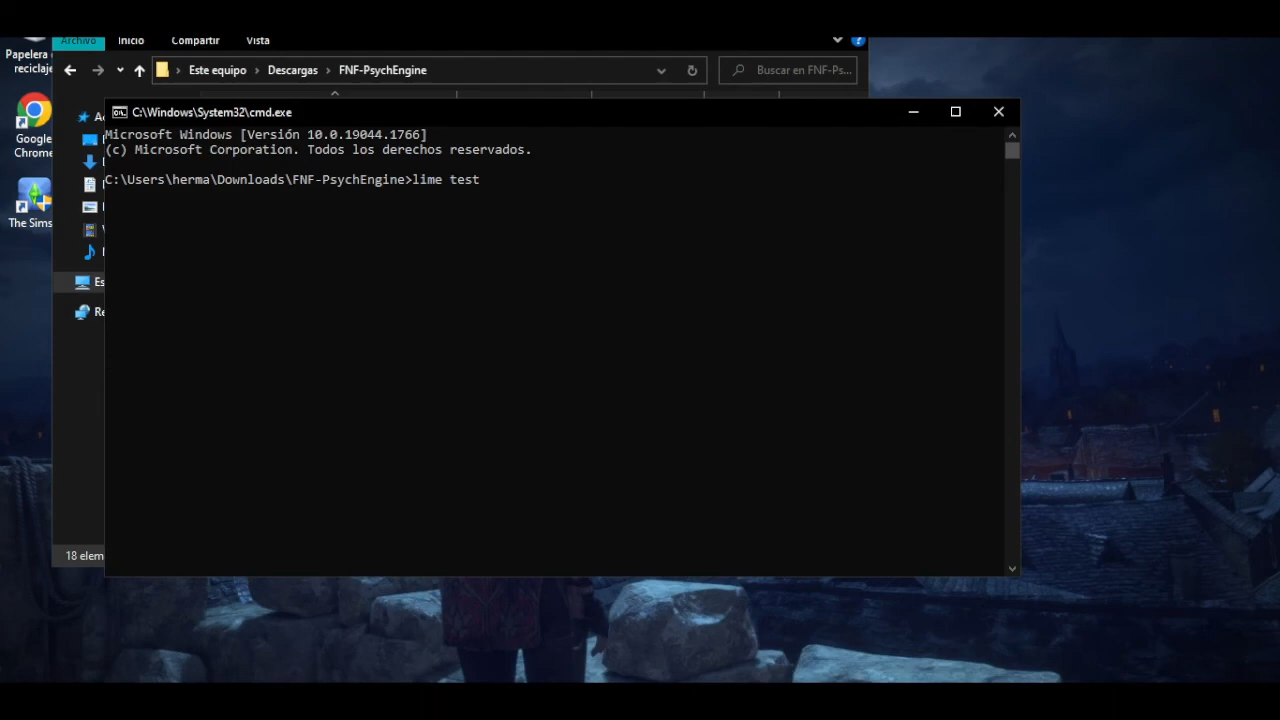 Archivo Inicio Compartir Vista
Papelera
reciclaje
Este equipo > Descargas > FNF-PsychEngine
Buscar en FNF-Ps...
C:\Windows\System32\cmd.exe
Microsoft Windows [Versión 10.0.19044.1766]
(c) Microsoft Corporation. Todos los derechos reservados.
C:\Users\herma\Downloads\FNF-PsychEngine>lime test
Google
Chrome
The Sims
18 elem